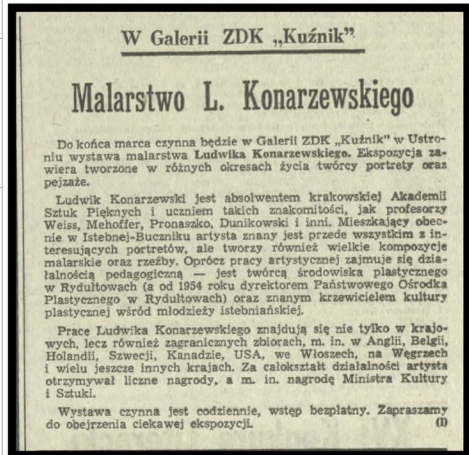 W Galerii ZDK „Kuźnik”
Malarstwo L. Konarzewskiego
Do końca marca czynna będzie w Galerii ZDK „Kuźnik” w Ustro-
niu wystawa malarstwa Ludwika Konarzewskiego. Ekspozycja za-
wiera tworzone w różnych okresach życia twórcy portrety oraz
pejzaże.
Ludwik Konarzewski jest absolwentem krakowskiej Akademii
Sztuk Pięknych i uczniem takich znakomitości, jak profesorzy
Weiss, Mehoffer, Pronaszko, Dunikowski i inni. Mieszkający obec-
nie w Istebnej-Buczniku artysta znany jest przede wszystkim z in-
teresujących portretów, ale tworzy również wielkie kompozycje
malarskie oraz rzeźby. Oprócz pracy artystycznej zajmuje się dzia-
łalnością pedagogiczną — jest twórcą środowiska plastycznego
w Rydułtowach (a od 1954 roku dyrektorem Państwowego Ośrodka
Plastycznego w Rydułtowach) oraz znanym krzewicielem kultury
plastycznej wśród młodzieży istebniańskiej.
Prace Ludwika Konarzewskiego znajdują się nie tylko w krajo-
wych, lecz również zagranicznych zbiorach, m. in. w Anglii, Belgii,
Holandii, Szwecji, Kanadzie, USA, we Włoszech, na Węgrzech
i wielu jeszcze innych krajach. Za całokształt działalności artysta
otrzymywał liczne nagrody, a m. in. nagrodę Ministra Kultury
i Sztuki.
Wystawa czynna jest codziennie, wstęp bezpłatny. Zapraszamy
do obejrzenia ciekawej ekspozycji. (l)